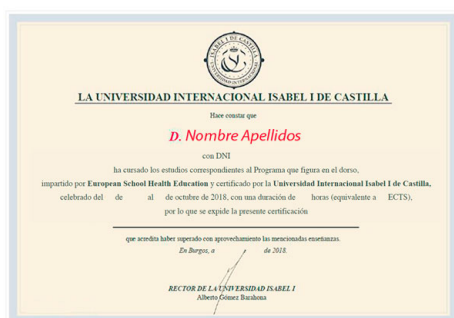 ISABEL I DE CASTILLA
LA UNIVERSIDAD INTERNACIONAL ISABEL I DE CASTILLA
Hace constar que
D. Nombre Apellidos
con DNI
ha cursado los estudios correspondientes al Programa que figura en el dorso,
impartido por European School Health Education y certificado por la Universidad Internacional Isabel I de Castilla,
celebrado del de al de octubre de 2018, con una duración de horas (equivalente a ECTS),
por lo que se expide la presente certificación
que acredita haber superado con aprovechamiento las mencionadas enseñanzas.
En Burgos, a de 2018.
RECTOR DE LA UNIVERSIDAD ISABEL I
Alberto Gómez Barahona